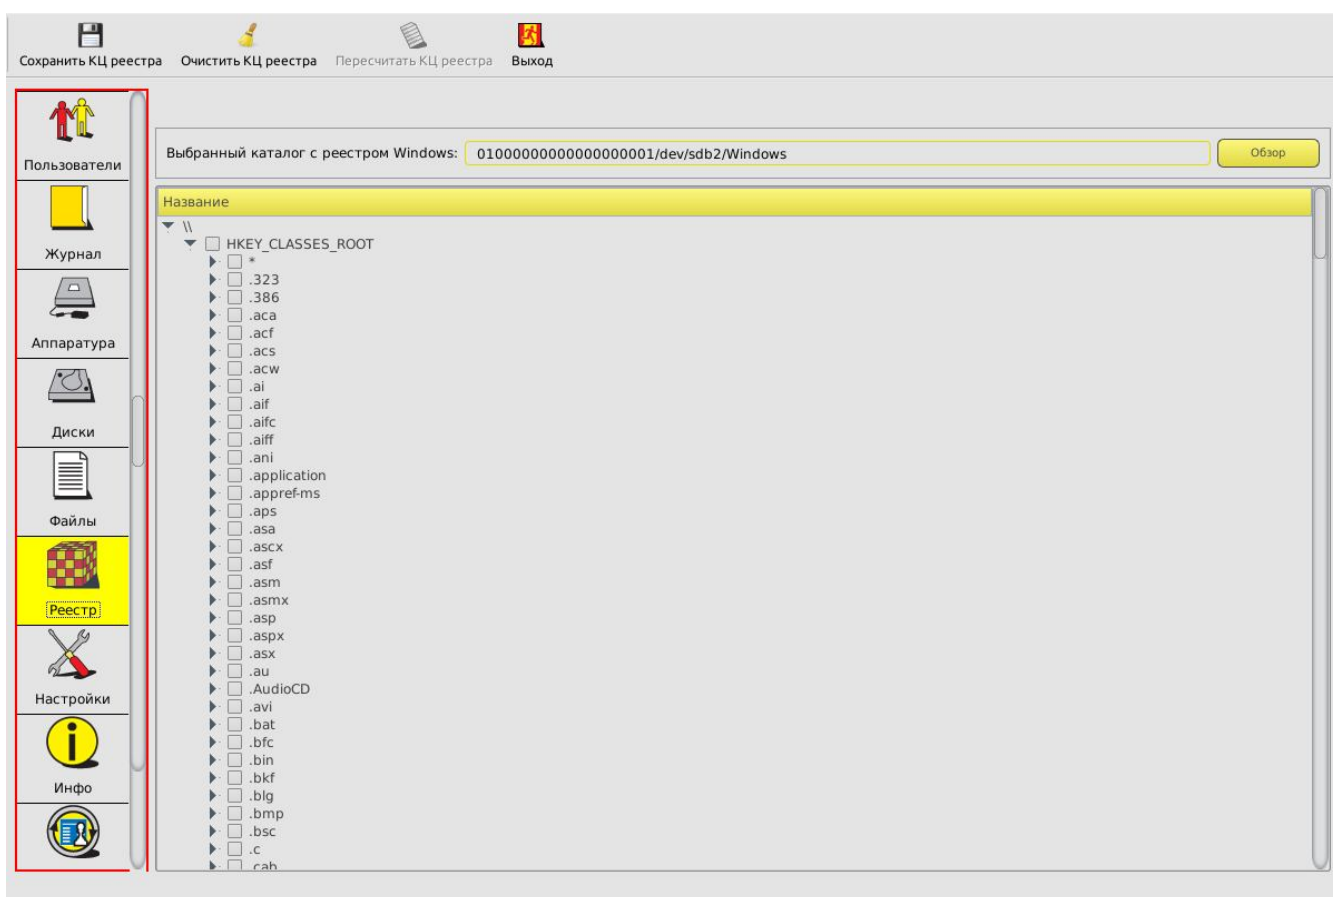 Сохранить КЦ реестра Очистить КЦ реестра Пересчитать КЦ реестра Выход
Пользователи
Журнал
Аппаратура
Диски
Файлы
Реестр
Настройки
Инфо
Выбранный каталог с реестром Windows: 01000000000000000001/dev/sdb2/Windows Обзор
Название
\\
HKEY_CLASSES_ROOT
*
.323
.386
.aca
.acf
.acs
.acw
.ai
.aif
.aifc
.aiff
.ani
.application
.appref-ms
.aps
.asa
.ascx
.asf
.asm
.asmx
.asp
.aspx
.asx
.au
.AudioCD
.avi
.bat
.bfc
.bin
.bkf
.blg
.bmp
.bsc
.c
.cab